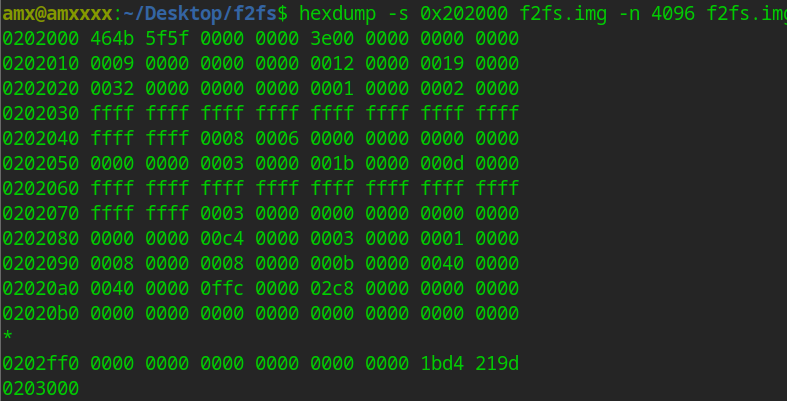 amx@amxxxx:~/Desktop/f2fs$ hexdump -s 0x202000 f2fs.img -n 4096 f2fs.img
0202000 464b 5f5f 0000 0000 3e00 0000 0000 0000
0202010 0009 0000 0000 0000 0012 0000 0019 0000
0202020 0032 0000 0000 0000 0001 0000 0002 0000
0202030 ffff ffff ffff ffff ffff ffff ffff ffff
0202040 ffff ffff 0008 0006 0000 0000 0000 0000
0202050 0000 0000 0003 0000 001b 0000 000d 0000
0202060 ffff ffff ffff ffff ffff ffff ffff ffff
0202070 ffff ffff 0003 0000 0000 0000 0000 0000
0202080 0000 0000 00c4 0000 0003 0000 0001 0000
0202090 0008 0000 0008 0000 000b 0000 0040 0000
02020a0 0040 0000 0ffc 0000 02c8 0000 0000 0000
02020b0 0000 0000 0000 0000 0000 0000 0000 0000
*
0202ff0 0000 0000 0000 0000 0000 0000 1bd4 219d
0203000